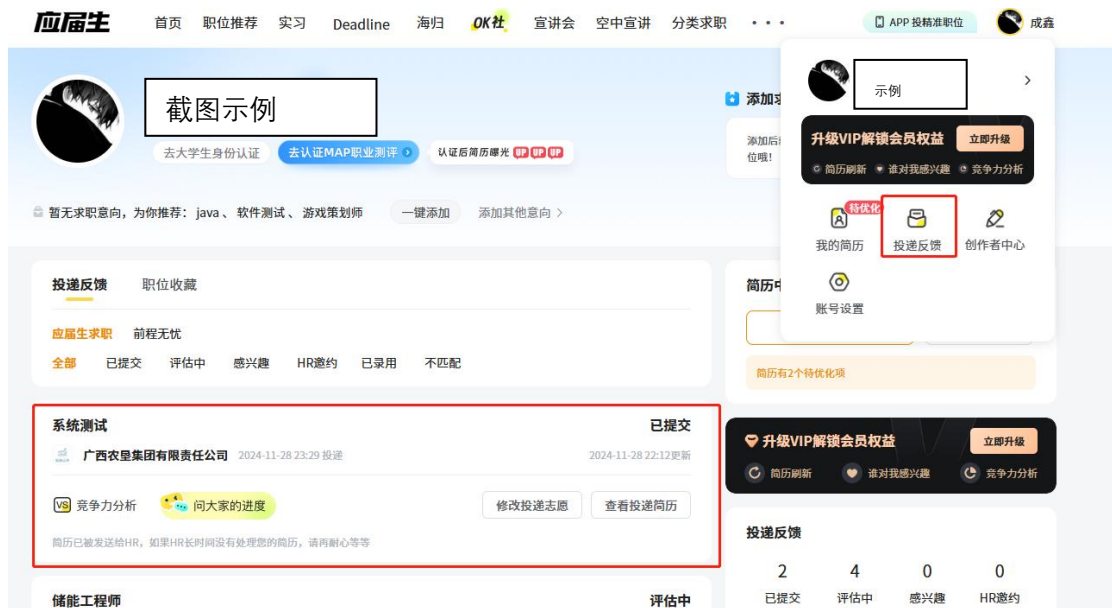 应届生 首页 职位推荐 实习 Deadline 海归 OK社 宣讲会 空中宣讲 分类求职 ··· APP 投精准职位 成鑫
截图示例
去大学生身份认证 去认证MAP职业测评 认证后简历曝光 UP UP UP
暂无求职意向，为你推荐： java 、 软件测试 、 游戏策划师 一键添加 添加其他意向
添加求
添加后
位哦！
示例
升级VIP解锁会员权益 立即升级
简历刷新 谁对我感兴趣 竞争力分析
待优化
我的简历 投递反馈 创作者中心
账号设置
投递反馈 职位收藏
应届生求职 前程无忧
全部 已提交 评估中 感兴趣 HR邀约 已录用 不匹配
简历中
简历有2个待优化项
系统测试 已提交
广西农垦集团有限责任公司 2024-11-28 23:29 投递 2024-11-28 22:12更新
VS 竞争力分析 问大家的进度 修改投递志愿 查看投递简历
简历已被发送给HR，如果HR长时间没有处理您的简历，请再耐心等等
升级VIP解锁会员权益 立即升级
简历刷新 谁对我感兴趣 竞争力分析
投递反馈
2 4 0 0
已提交 评估中 感兴趣 HR邀约
储能工程师 评估中